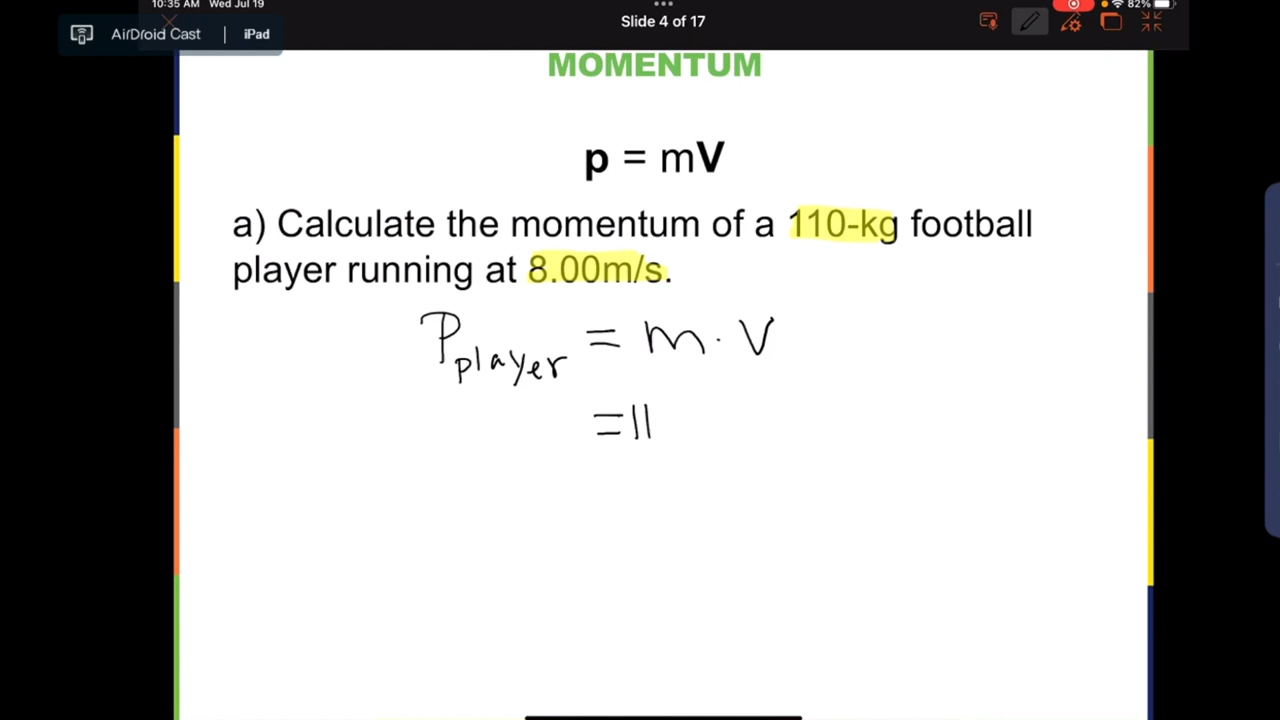 10:35 AM Wed Jul 19
82%
AirDroid Cast | iPad
Slide 4 of 17
MOMENTUM
p = mV
a) Calculate the momentum of a 110-kg football
player running at 8.00m/s.
P player = m · V
= 11